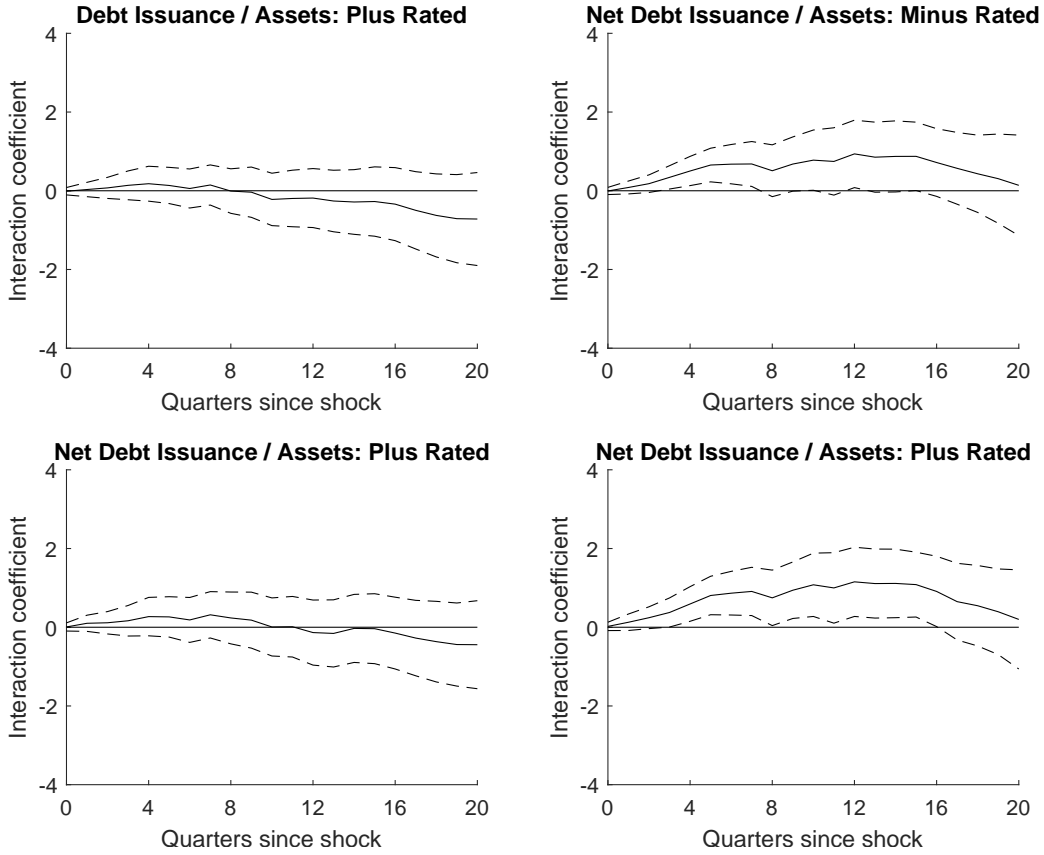 Debt Issuance / Assets: Plus Rated
4
2
0
-2
-4
Interaction coefficient
0 4 8 12 16 20
Quarters since shock
Net Debt Issuance / Assets: Minus Rated
4
2
0
-2
-4
Interaction coefficient
0 4 8 12 16 20
Quarters since shock
Net Debt Issuance / Assets: Plus Rated
4
2
0
-2
-4
Interaction coefficient
0 4 8 12 16 20
Quarters since shock
Net Debt Issuance / Assets: Plus Rated
4
2
0
-2
-4
Interaction coefficient
0 4 8 12 16 20
Quarters since shock